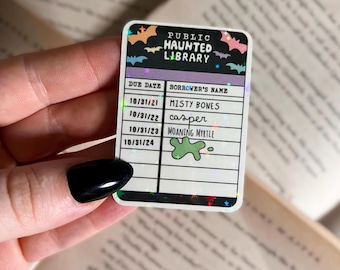 PUBLIC
HAUNTED
LIBRARY
DUE DATE BORROWER'S NAME
10/31/21 MISTY BONES
10/31/22 casper
10/31/23 MOANING MYRTLE
10/31/24